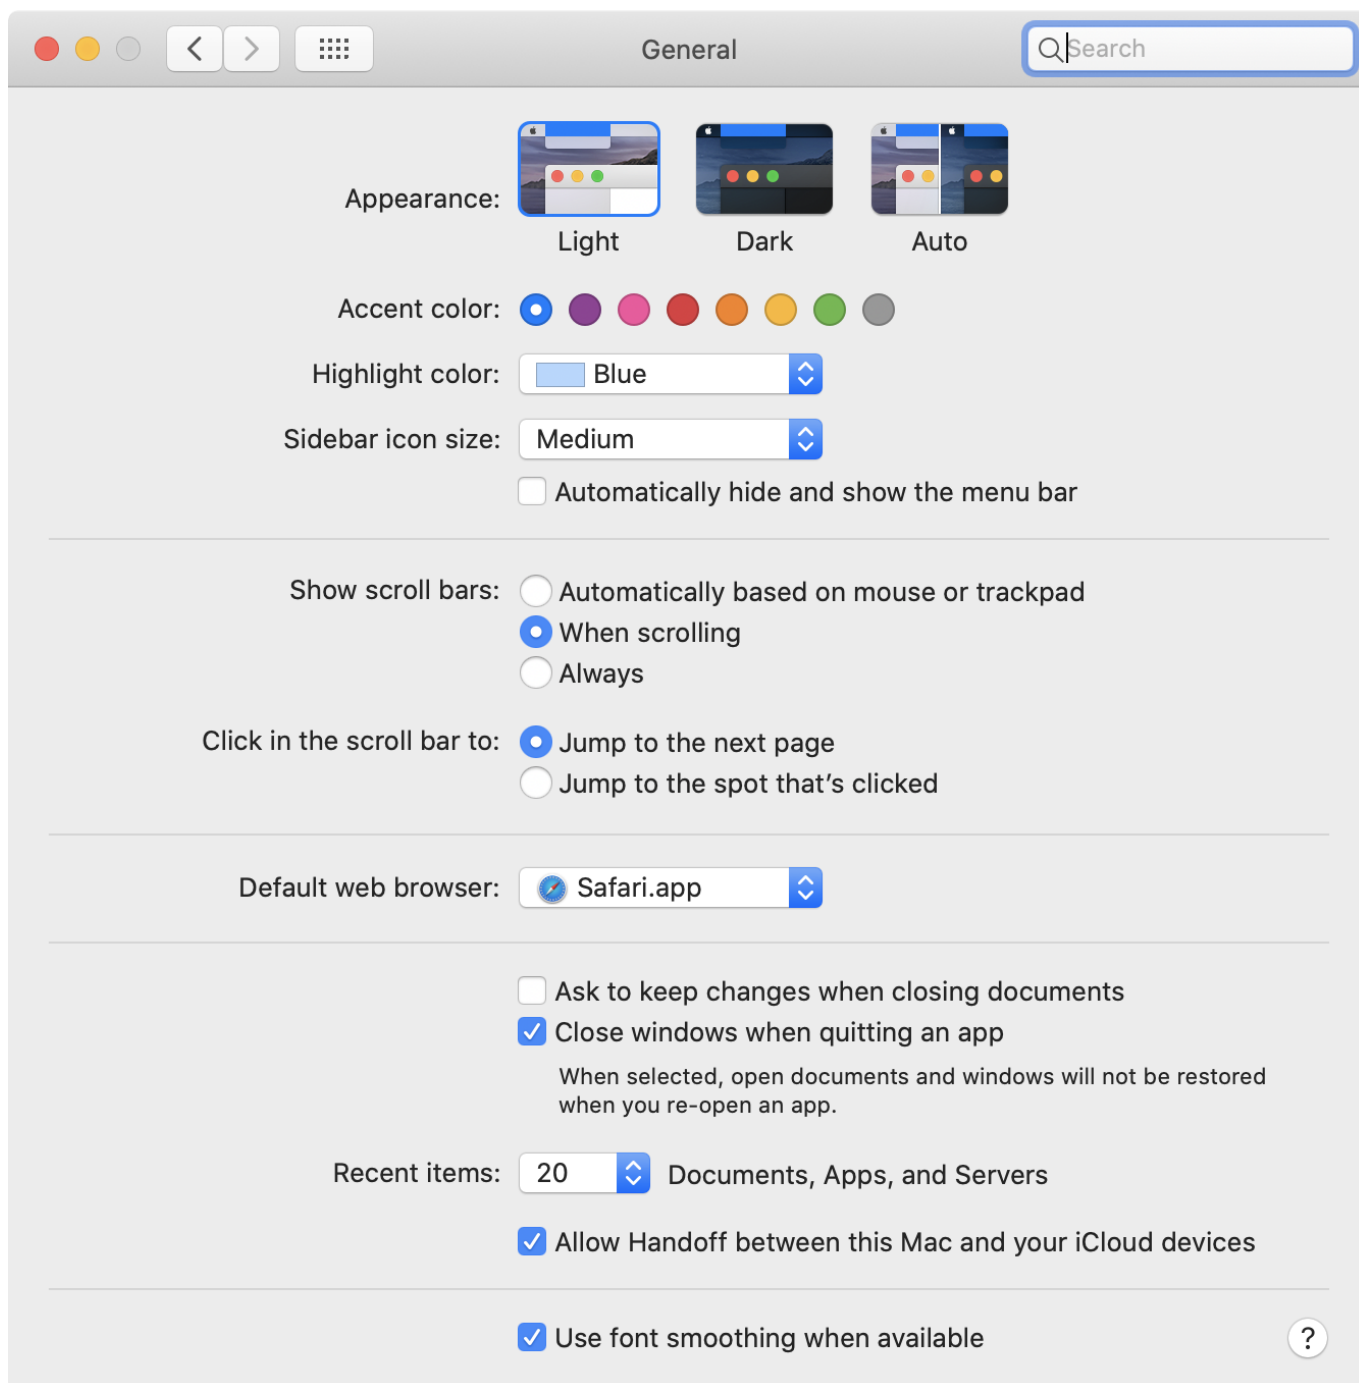 General
Search
Appearance:
Light
Dark
Auto
Accent color:
Highlight color: Blue
Sidebar icon size: Medium
Automatically hide and show the menu bar
Show scroll bars: Automatically based on mouse or trackpad
When scrolling
Always
Click in the scroll bar to: Jump to the next page
Jump to the spot that’s clicked
Default web browser: Safari.app
Ask to keep changes when closing documents
Close windows when quitting an app
When selected, open documents and windows will not be restored
when you re-open an app.
Recent items: 20 Documents, Apps, and Servers
Allow Handoff between this Mac and your iCloud devices
Use font smoothing when available ?